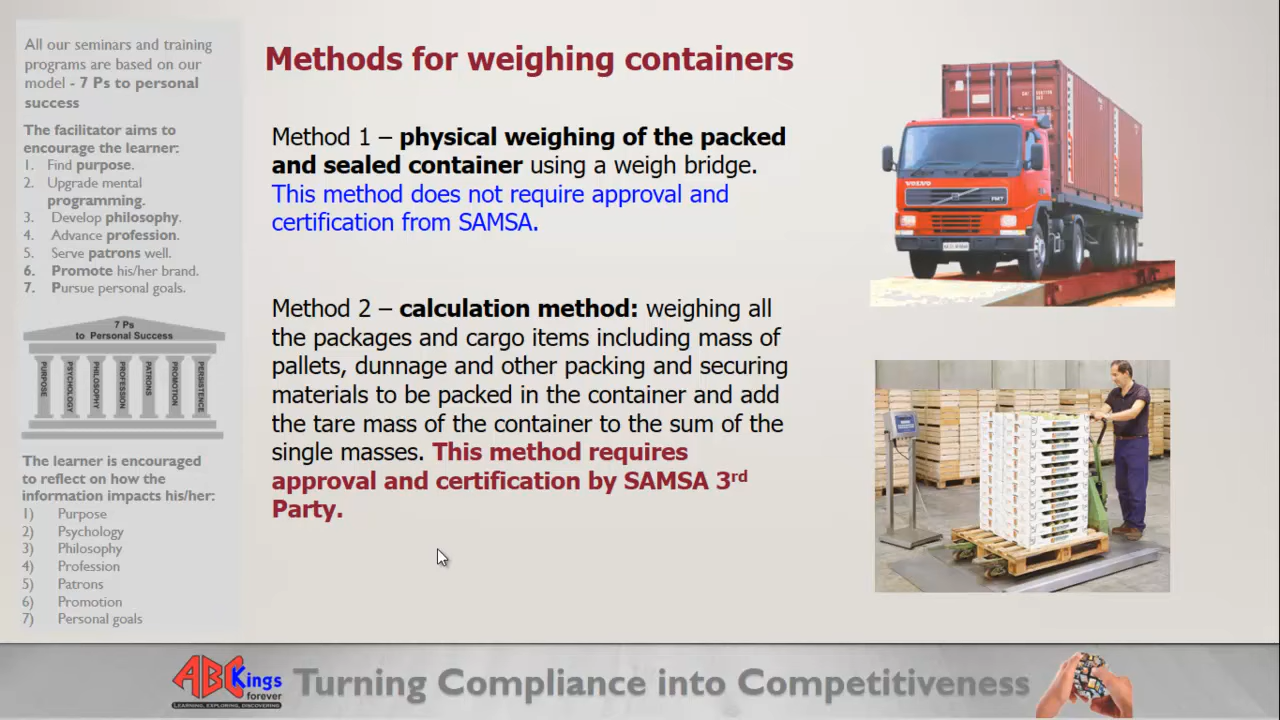 All our seminars and training
programs are based on our
model - 7 Ps to personal
success
The facilitator aims to
encourage the learner:
1. Find purpose.
2. Upgrade mental
programming.
3. Develop philosophy.
4. Advance profession.
5. Serve patrons well.
6. Promote his/her brand.
7. Pursue personal goals.
7 Ps
to Personal Success
PURPOSE
PSYCHOLOGY
PHILOSOPHY
PROFESSION
PATRONS
PROMOTION
PERSISTENCE
The learner is encouraged
to reflect on how the
information impacts his/her:
1) Purpose
2) Psychology
3) Philosophy
4) Profession
5) Patrons
6) Promotion
7) Personal goals
Methods for weighing containers
Method 1 – physical weighing of the packed
and sealed container using a weigh bridge.
This method does not require approval and
certification from SAMSA.
Method 2 – calculation method: weighing all
the packages and cargo items including mass of
pallets, dunnage and other packing and securing
materials to be packed in the container and add
the tare mass of the container to the sum of the
single masses. This method requires
approval and certification by SAMSA 3rd
Party.
VOLVO
ABC Kings
forever
LEARNING, EXPLORING, DISCOVERING
Turning Compliance into Competitiveness